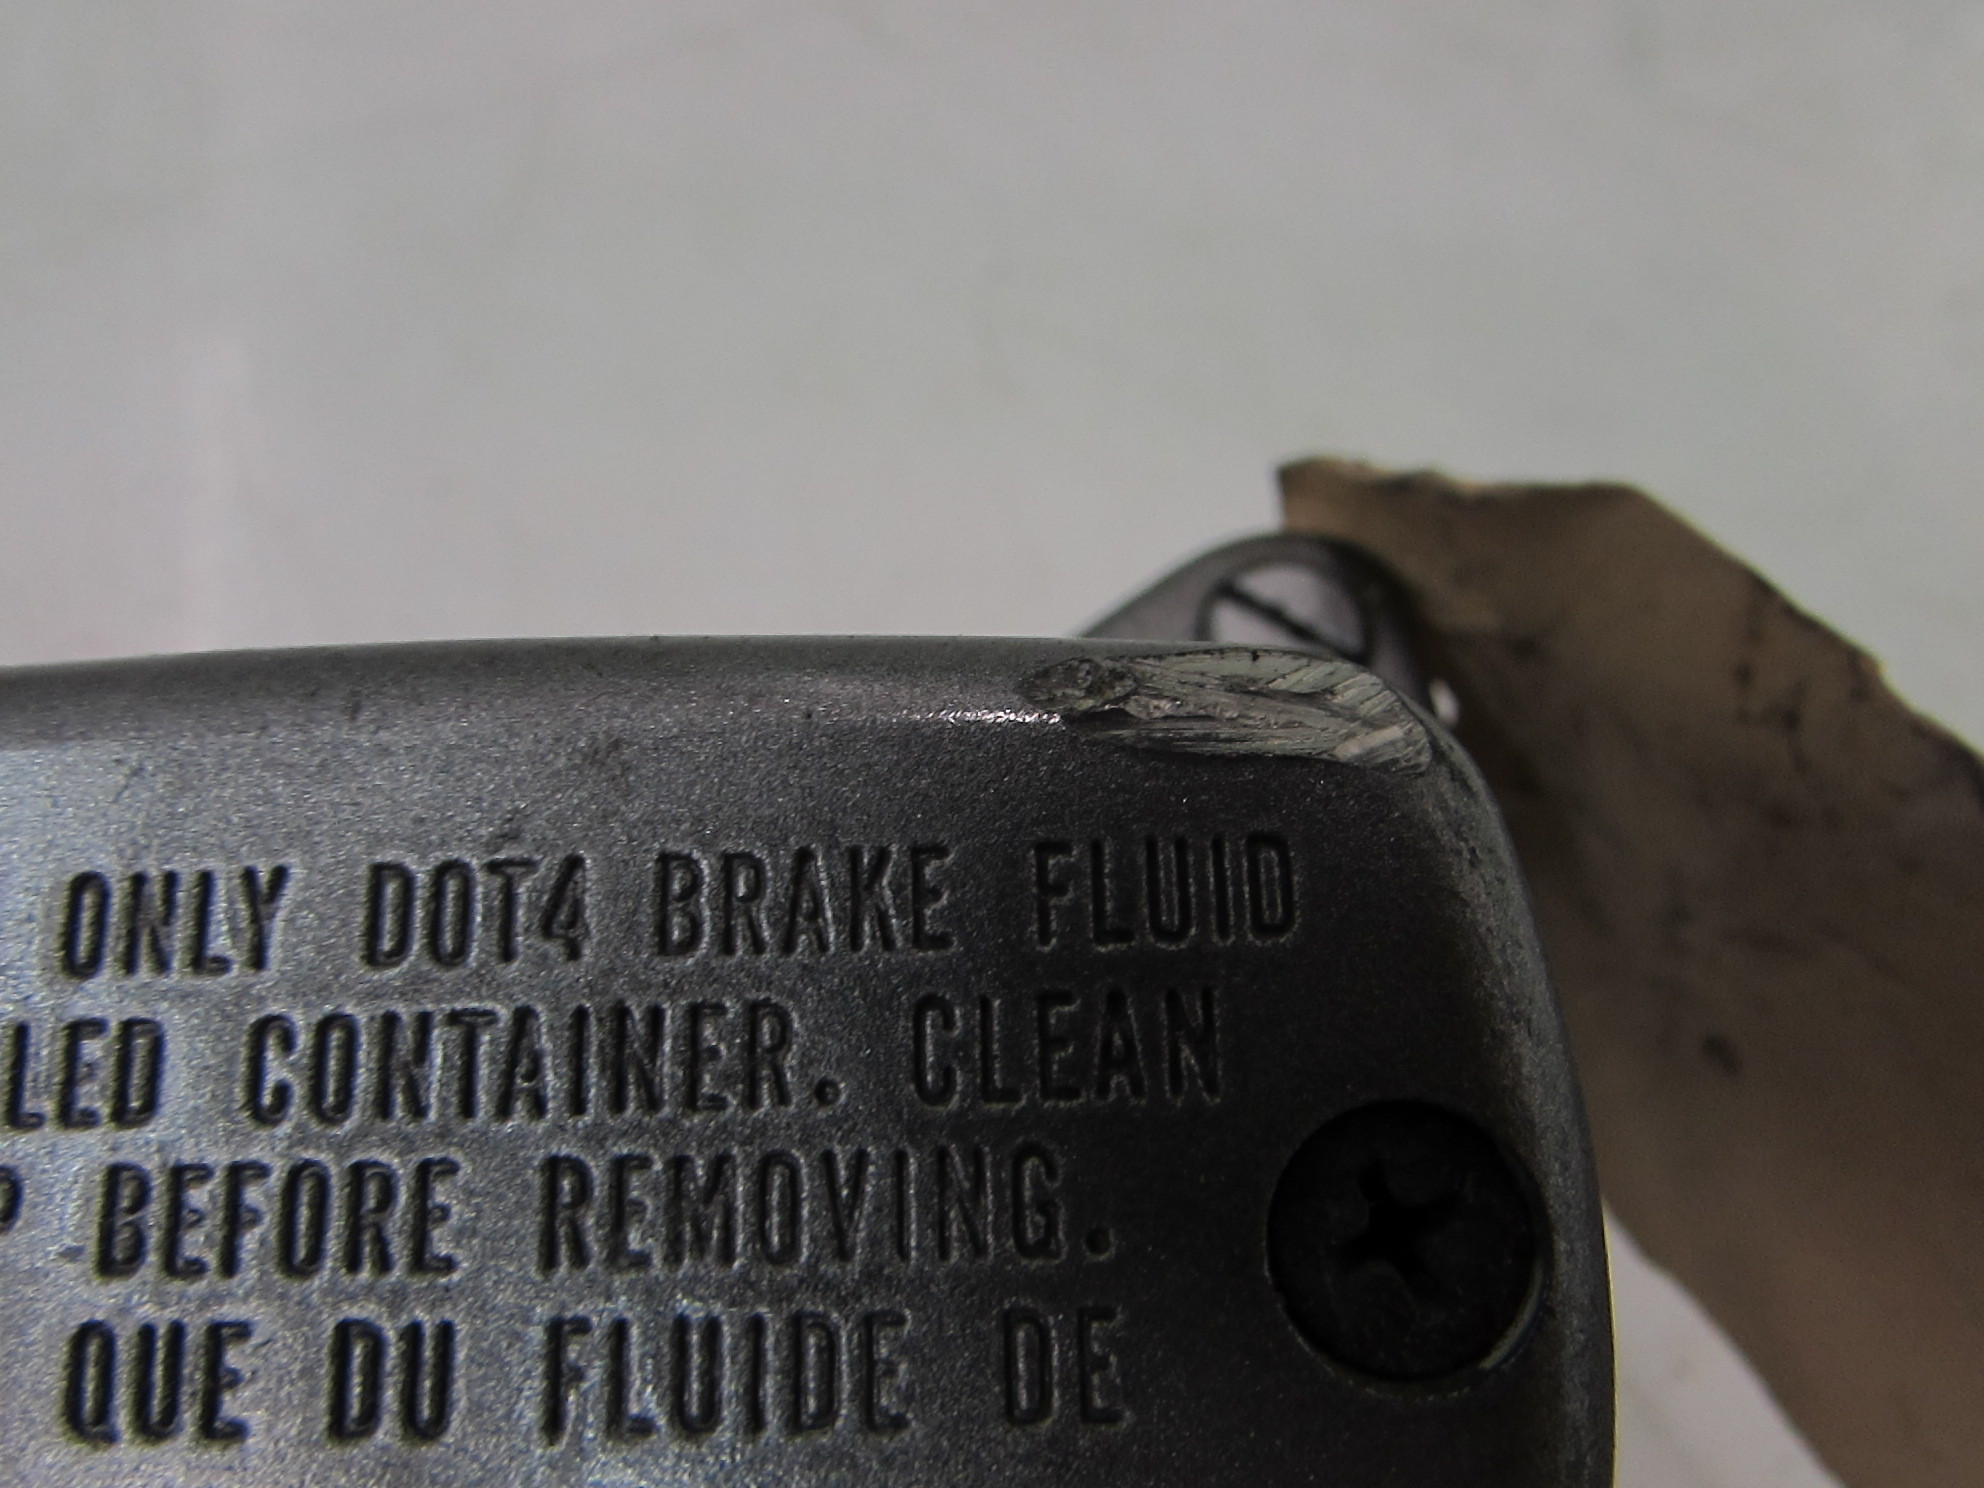 ONLY DOT4 BRAKE FLUID
LED CONTAINER. CLEAN
P BEFORE REMOVING.
QUE DU FLUIDE DE